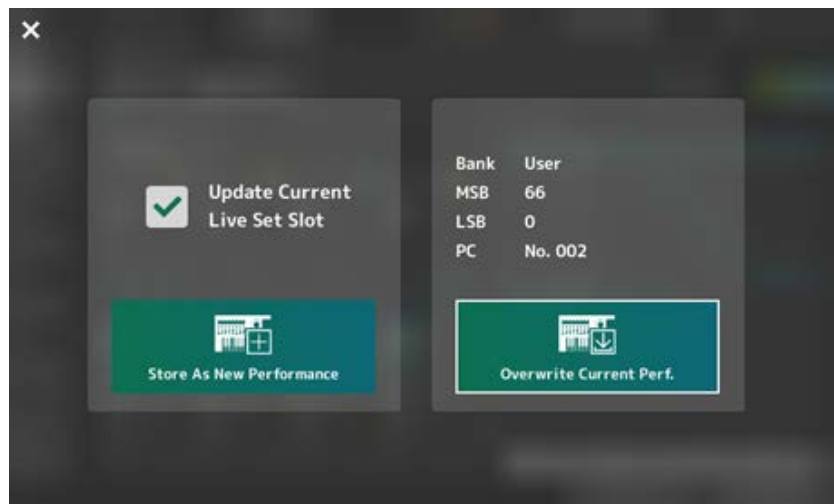 Update Current
Live Set Slot
Store As New Performance
Bank User
MSB 66
LSB 0
PC No. 002
Overwrite Current Perf.